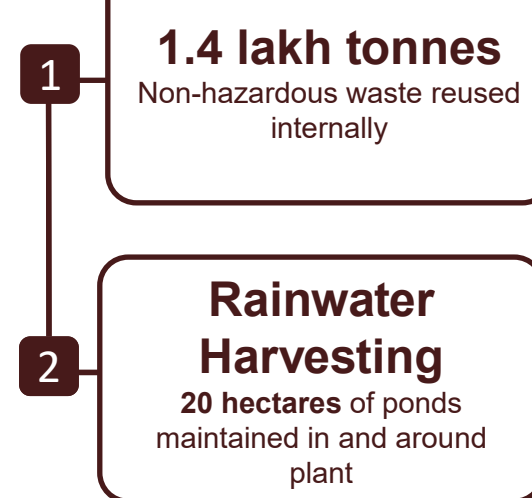 1
1.4 lakh tonnes
Non-hazardous waste reused
internally
2
Rainwater
Harvesting
20 hectares of ponds
maintained in and around
plant